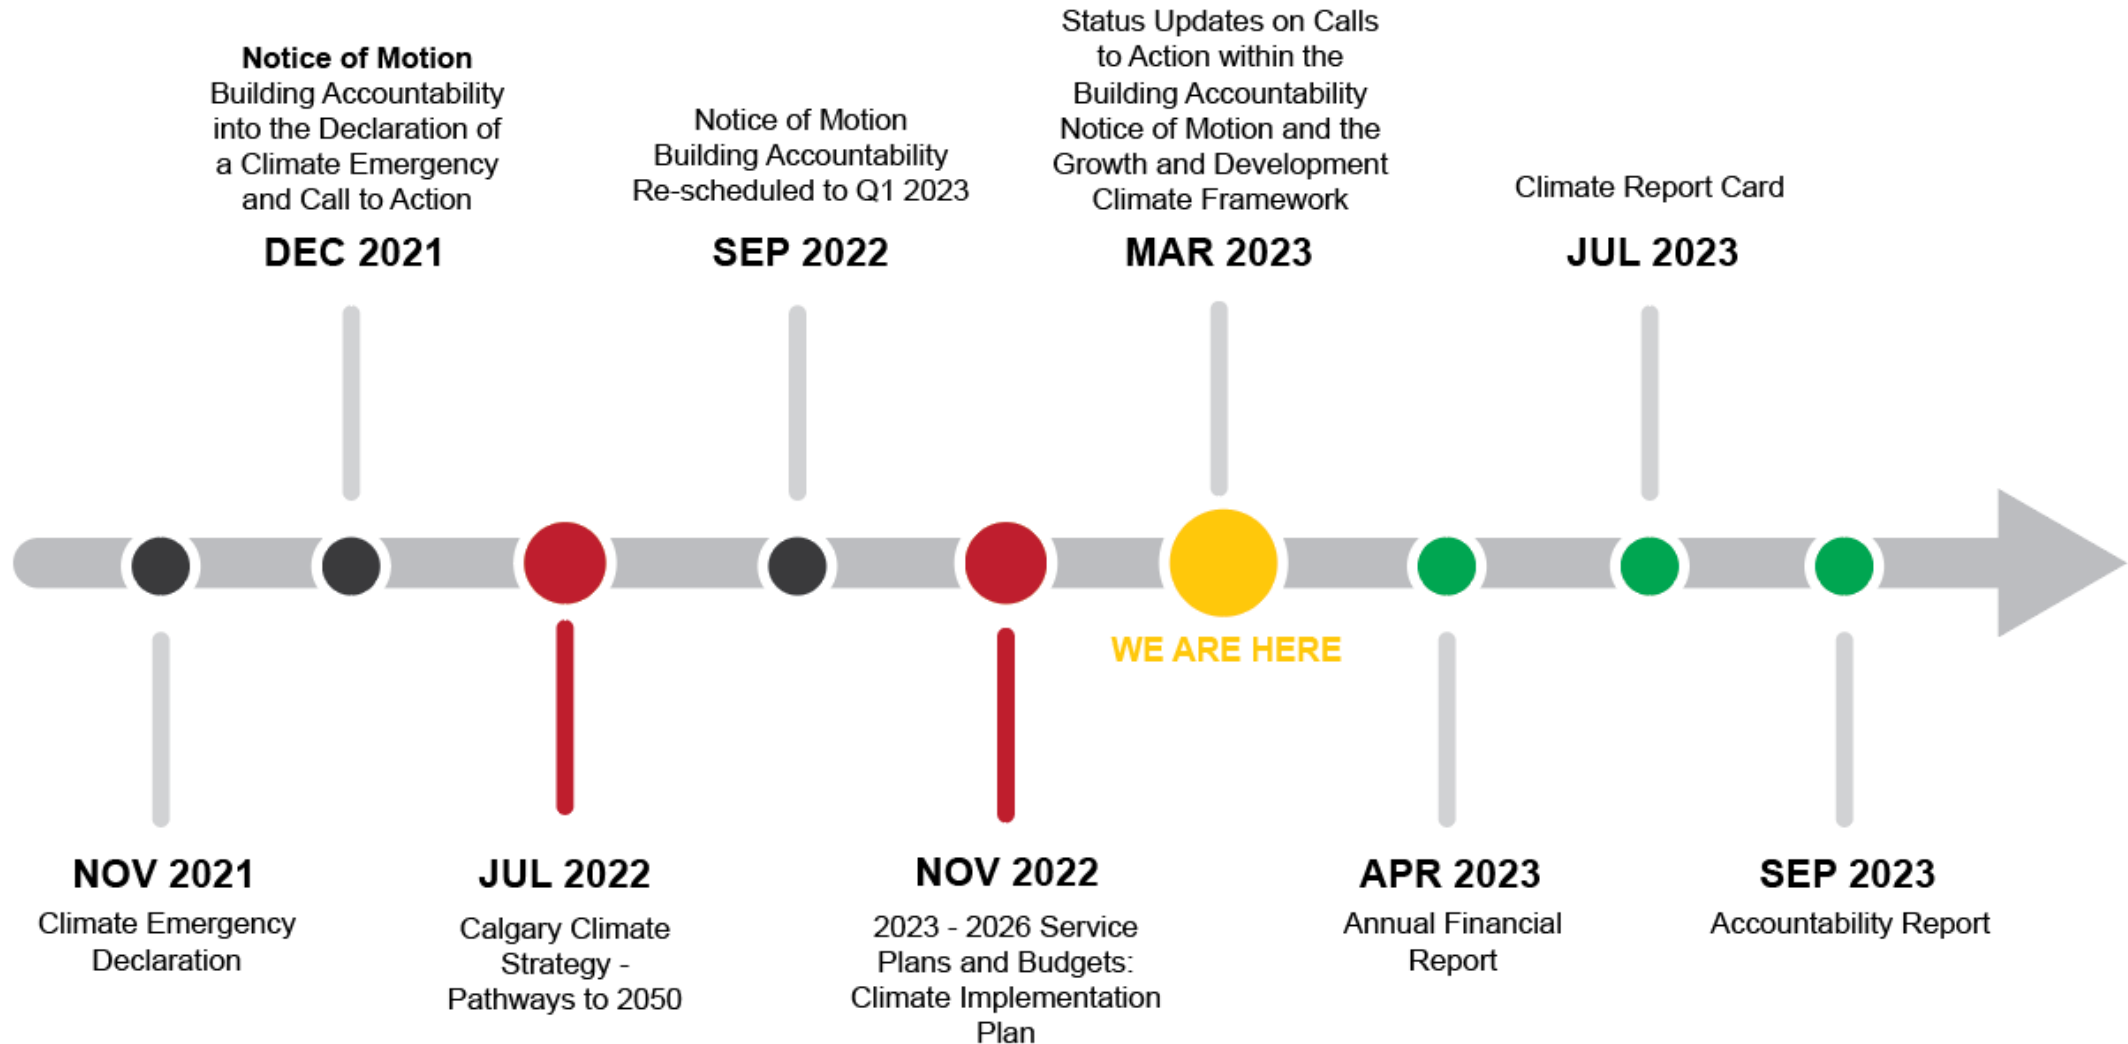 Notice of Motion
Building Accountability
into the Declaration of
a Climate Emergency
and Call to Action
DEC 2021
Notice of Motion
Building Accountability
Re-scheduled to Q1 2023
SEP 2022
Status Updates on Calls
to Action within the
Building Accountability
Notice of Motion and the
Growth and Development
Climate Framework
MAR 2023
Climate Report Card
JUL 2023
WE ARE HERE
NOV 2021
Climate Emergency
Declaration
JUL 2022
Calgary Climate
Strategy -
Pathways to 2050
NOV 2022
2023 - 2026 Service
Plans and Budgets:
Climate Implementation
Plan
APR 2023
Annual Financial
Report
SEP 2023
Accountability Report